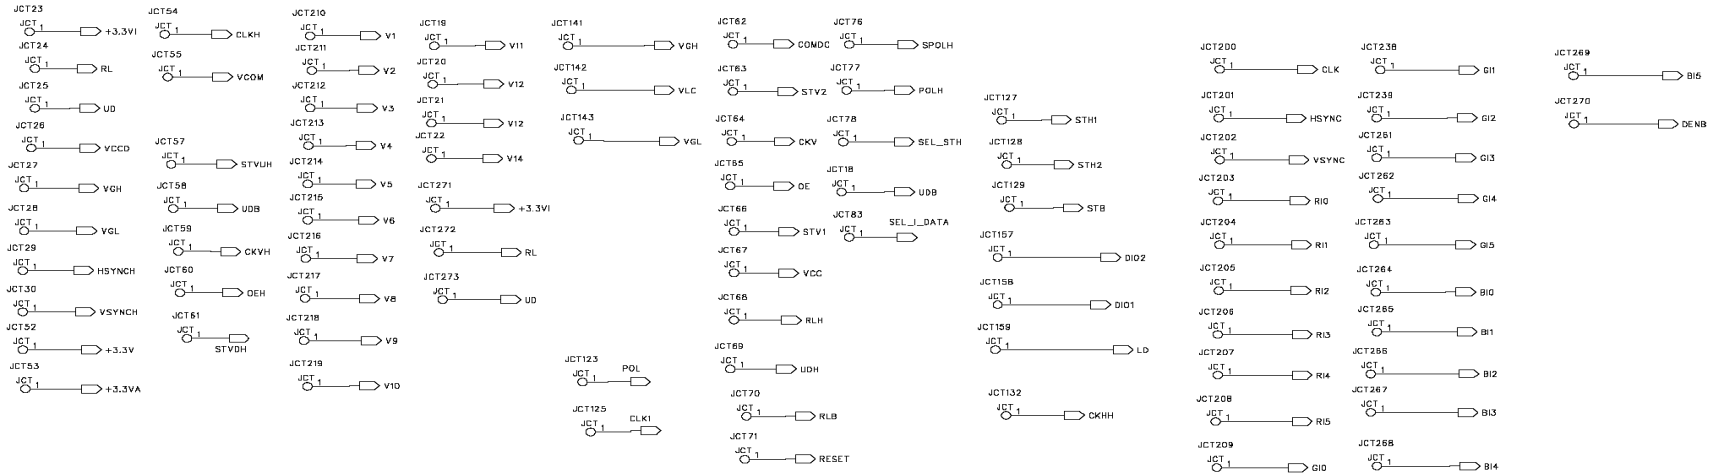 JCT23
JCT 1 +3.3VI
JCT24
JCT 1 RL
JCT25
JCT 1 UD
JCT26
JCT 1 VCCD
JCT27
JCT 1 VGH
JCT28
JCT 1 VGL
JCT29
JCT 1 HSYNCH
JCT30
JCT 1 VSYNCH
JCT52
JCT 1 +3.3V
JCT53
JCT 1 +3.3VA
JCT54
JCT 1 CLKH
JCT55
JCT 1 VCOM
JCT57
JCT 1 STVUH
JCT58
JCT 1 UDB
JCT59
JCT 1 CKVH
JCT60
JCT 1 OEH
JCT61
JCT 1
STVDH
JCT210
JCT 1 V1
JCT211
JCT 1 V2
JCT212
JCT 1 V3
JCT213
JCT 1 V4
JCT214
JCT 1 V5
JCT215
JCT 1 V6
JCT216
JCT 1 V7
JCT217
JCT 1 V8
JCT218
JCT 1 V9
JCT219
JCT 1 V10
JCT19
JCT 1 V11
JCT20
JCT 1 V12
JCT21
JCT 1 V12
JCT22
JCT 1 V14
JCT271
JCT 1 +3.3VI
JCT272
JCT 1 RL
JCT273
JCT 1 UD
JCT141
JCT 1 VGH
JCT142
JCT 1 VLC
JCT143
JCT 1 VGL
JCT123 POL
JCT 1
JCT125 CLK1
JCT 1
JCT62
JCT 1 COMDC
JCT63
JCT 1 STV2
JCT64
JCT 1 CKV
JCT65
JCT 1 OE
JCT66
JCT 1 STV1
JCT67
JCT 1 VCC
JCT68
JCT 1 RLH
JCT69
JCT 1 UDH
JCT70
JCT 1 RLB
JCT71
JCT 1 RESET
JCT76
JCT 1 SPOLH
JCT77
JCT 1 POLH
JCT78
JCT 1 SEL_STH
JCT18
JCT 1 UDB
JCT83 SEL_I_DATA
JCT 1
JCT127
JCT 1 STH1
JCT128
JCT 1 STH2
JCT129
JCT 1 STB
JCT157
JCT 1 DIO2
JCT158
JCT 1 DIO1
JCT159
JCT 1 LD
JCT132
JCT 1 CKHH
JCT200
JCT 1 CLK
JCT201
JCT 1 HSYNC
JCT202
JCT 1 VSYNC
JCT203
JCT 1 RI0
JCT204
JCT 1 RI1
JCT205
JCT 1 RI2
JCT206
JCT 1 RI3
JCT207
JCT 1 RI4
JCT208
JCT 1 RI5
JCT209
JCT 1 GI0
JCT238
JCT 1 GI1
JCT239
JCT 1 GI2
JCT261
JCT 1 GI3
JCT262
JCT 1 GI4
JCT263
JCT 1 GI5
JCT264
JCT 1 BI0
JCT265
JCT 1 BI1
JCT266
JCT 1 BI2
JCT267
JCT 1 BI3
JCT268
JCT 1 BI4
JCT269
JCT 1 BI5
JCT270
JCT 1 DENB